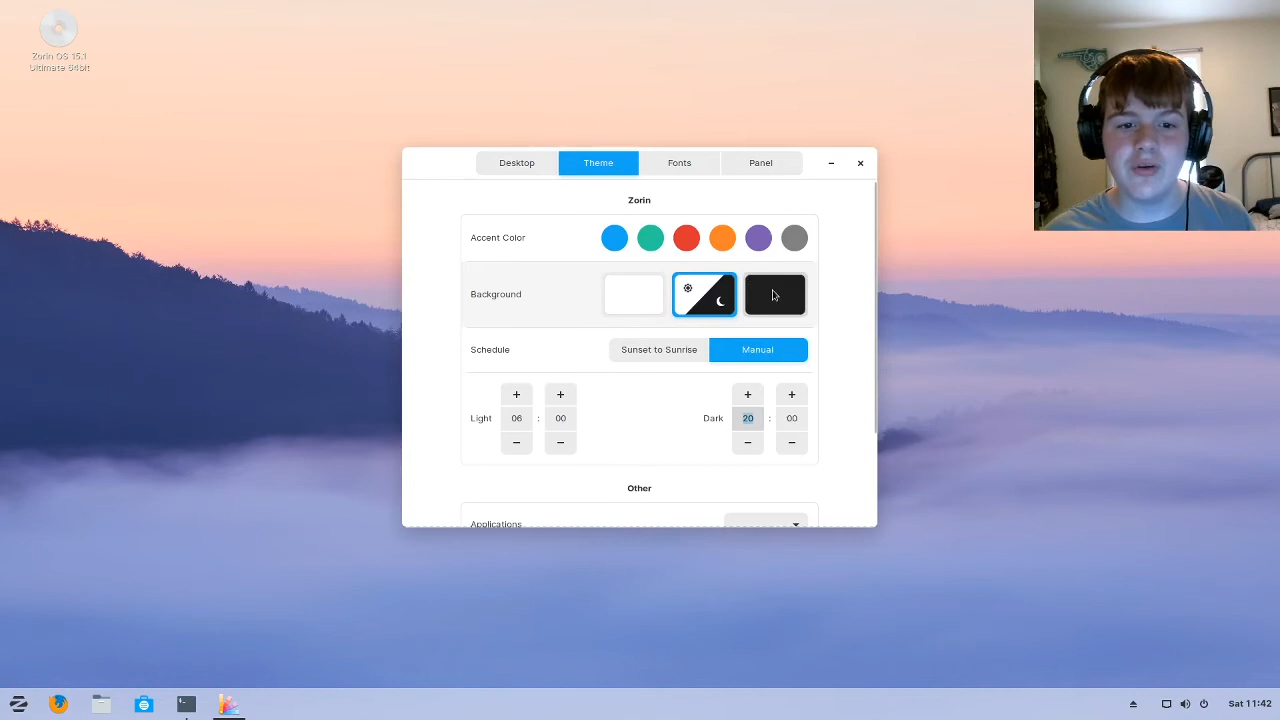 Zorin OS 15.1
Ultimate 64bit
Desktop
Theme
Fonts
Panel
Zorin
Accent Color
Background
Schedule
Sunset to Sunrise
Manual
+
+
+
+
Light
06
:
00
Dark
20
:
00
Other
Applications
Sat 11:42